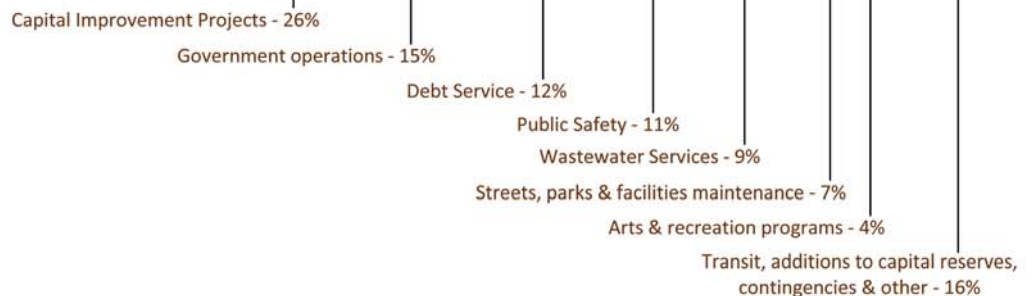 Capital Improvement Projects - 26%
Government operations - 15%
Debt Service - 12%
Public Safety - 11%
Wastewater Services - 9%
Streets, parks & facilities maintenance - 7%
Arts & recreation programs - 4%
Transit, additions to capital reserves,
contingencies & other - 16%